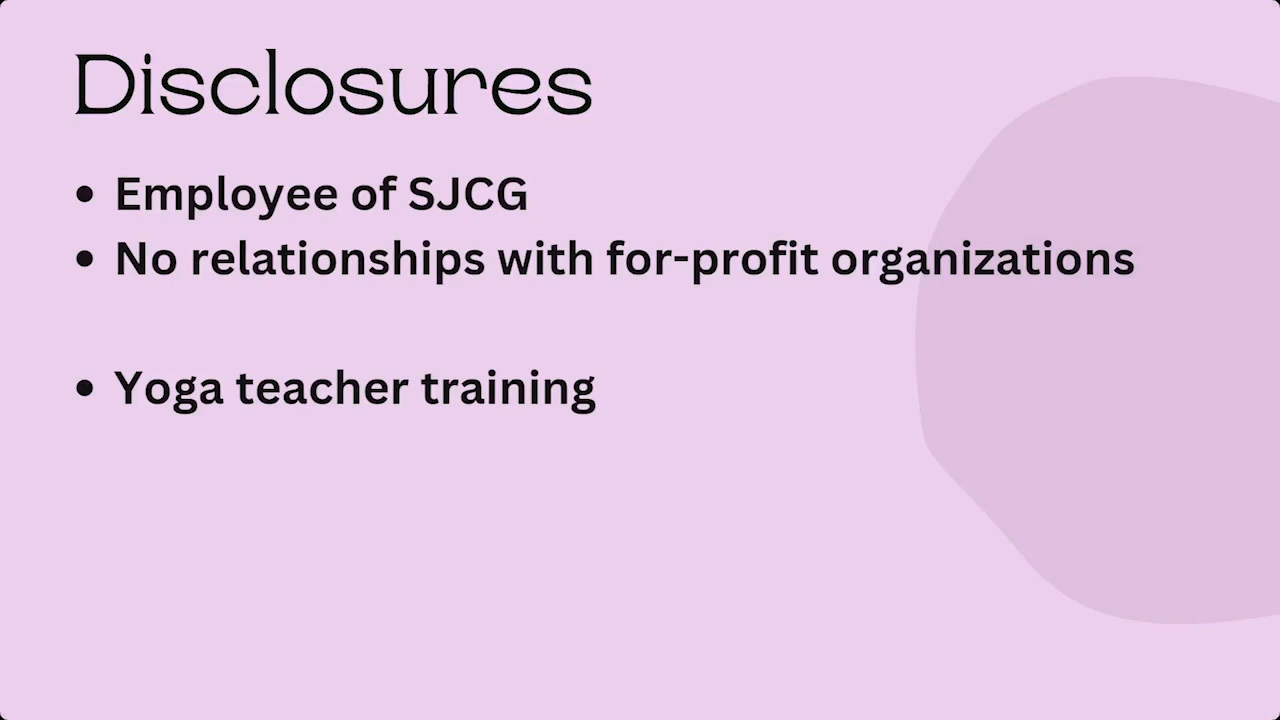 Disclosures
• Employee of SJCG
• No relationships with for-profit organizations
• Yoga teacher training